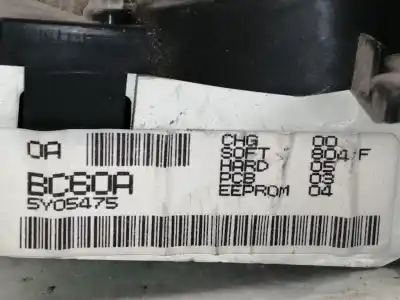 0A
BC60A
5Y05475
CHG 00
SOFT 804/F
HARD 05
PCB 03
EEPROM 04